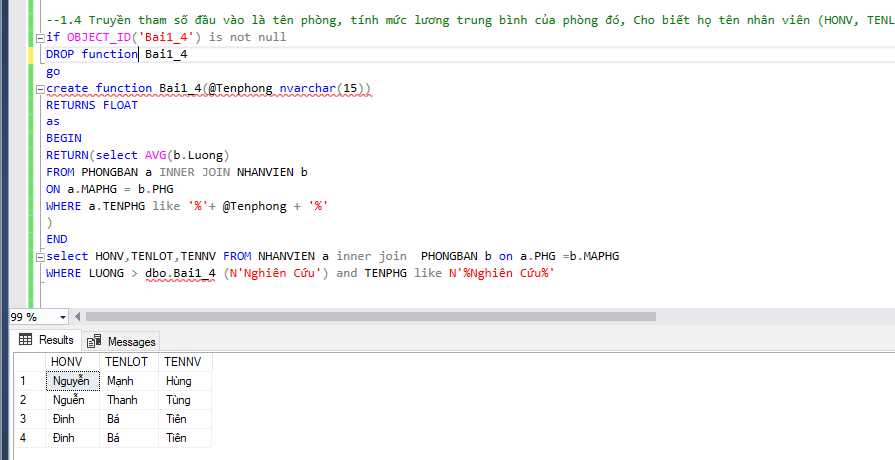 --1.4 Truyền tham số đầu vào là tên phòng, tính mức lương trung bình của phòng đó, Cho biết họ tên nhân viên (HONV, TENL
if OBJECT_ID('Bai1_4') is not null
DROP function Bai1_4
go
create function Bai1_4(@Tenphong nvarchar(15))
RETURNS FLOAT
as
BEGIN
RETURN(select AVG(b.Luong)
FROM PHONGBAN a INNER JOIN NHANVIEN b
ON a.MAPHG = b.PHG
WHERE a.TENPHG like '%'+ @Tenphong + '%'
)
END
select HONV,TENLOT,TENNV FROM NHANVIEN a inner join  PHONGBAN b on a.PHG =b.MAPHG
WHERE LUONG > dbo.Bai1_4 (N'Nghiên Cứu') and TENPHG like N'%Nghiên Cứu%'
99 %
Results Messages
HONV TENLOT TENNV
1 Nguyễn Mạnh Hùng
2 Nguễn Thanh Tùng
3 Đinh Bá Tiên
4 Đinh Bá Tiên